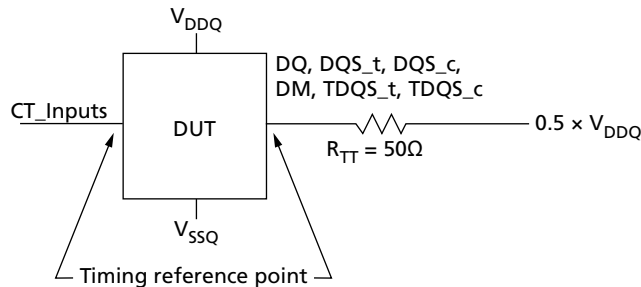 V_DDQ
DQ, DQS_t, DQS_c,
DM, TDQS_t, TDQS_c
CT_Inputs
DUT
0.5 × V_DDQ
R_TT = 50Ω
V_SSQ
Timing reference point